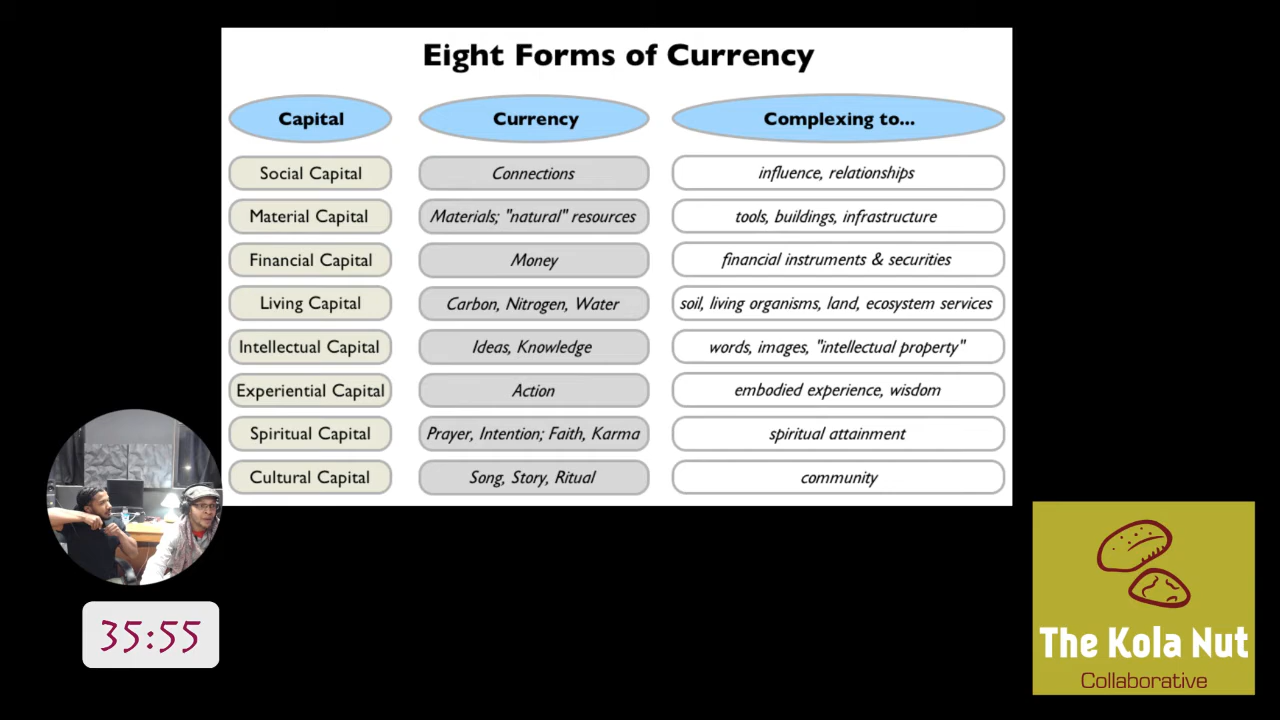 Eight Forms of Currency
Capital Currency Complexing to...
Social Capital Connections influence, relationships
Material Capital Materials; "natural" resources tools, buildings, infrastructure
Financial Capital Money financial instruments & securities
Living Capital Carbon, Nitrogen, Water soil, living organisms, land, ecosystem services
Intellectual Capital Ideas, Knowledge words, images, "intellectual property"
Experiential Capital Action embodied experience, wisdom
Spiritual Capital Prayer, Intention; Faith, Karma spiritual attainment
Cultural Capital Song, Story, Ritual community
35:55
The Kola Nut
Collaborative